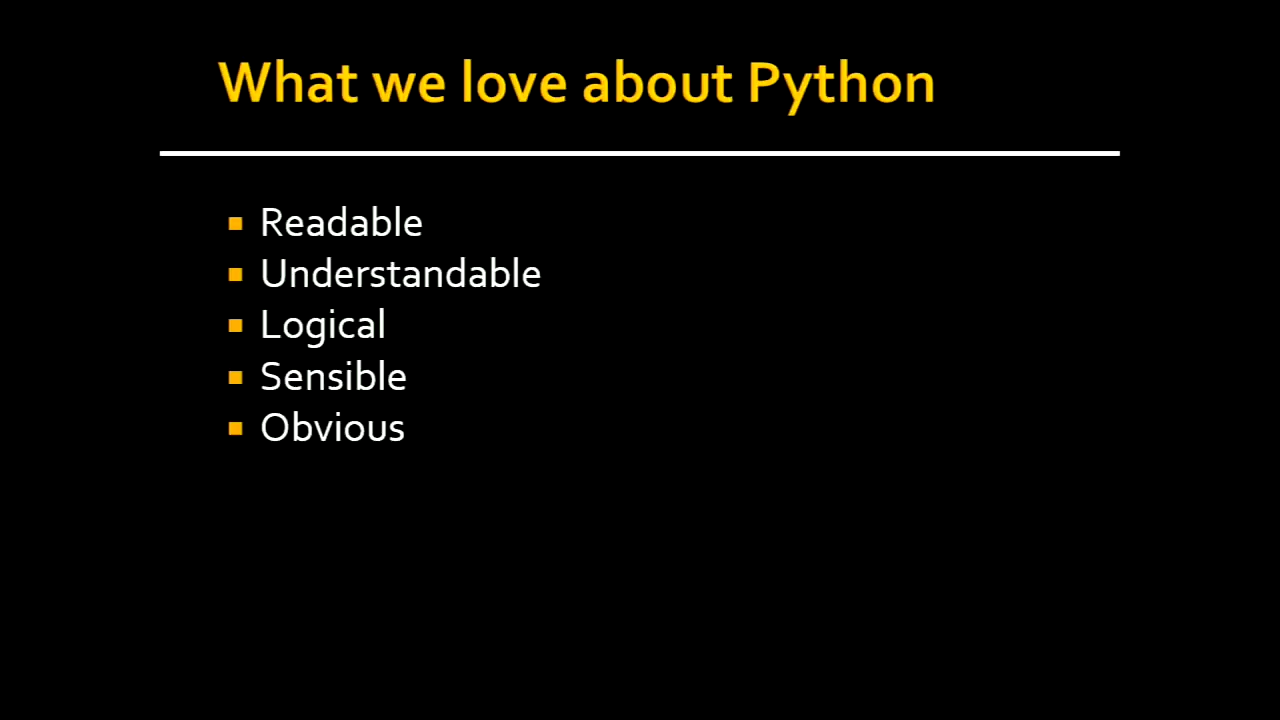 What we love about Python
Readable
Understandable
Logical
Sensible
Obvious